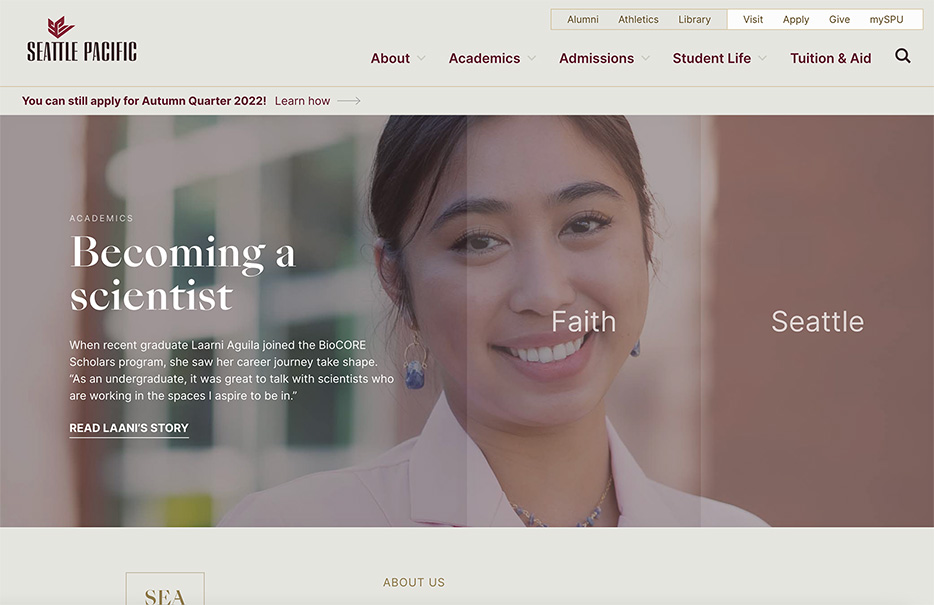 Alumni Athletics Library Visit Apply Give mySPU
SEATTLE PACIFIC
About Academics Admissions Student Life Tuition & Aid
You can still apply for Autumn Quarter 2022! Learn how
ACADEMICS
Becoming a
scientist
When recent graduate Laarni Aguila joined the BioCORE
Scholars program, she saw her career journey take shape.
“As an undergraduate, it was great to talk with scientists who
are working in the spaces I aspire to be in.”
READ LAANI’S STORY
Faith
Seattle
SEA
ABOUT US